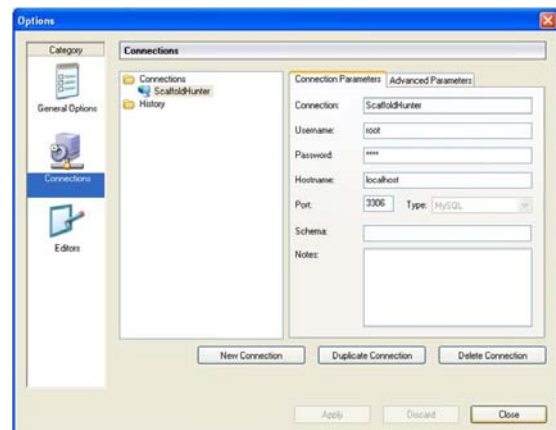 Options
Category
General Options
Connections
Editors
Connections
Connections
ScaffoldHunter
History
Connection Parameters
Advanced Parameters
Connection: ScaffoldHunter
Username: root
Password: ****
Hostname: localhost
Port: 3306 Type: MySQL
Schema:
Notes:
New Connection
Duplicate Connection
Delete Connection
Apply
Discard
Close